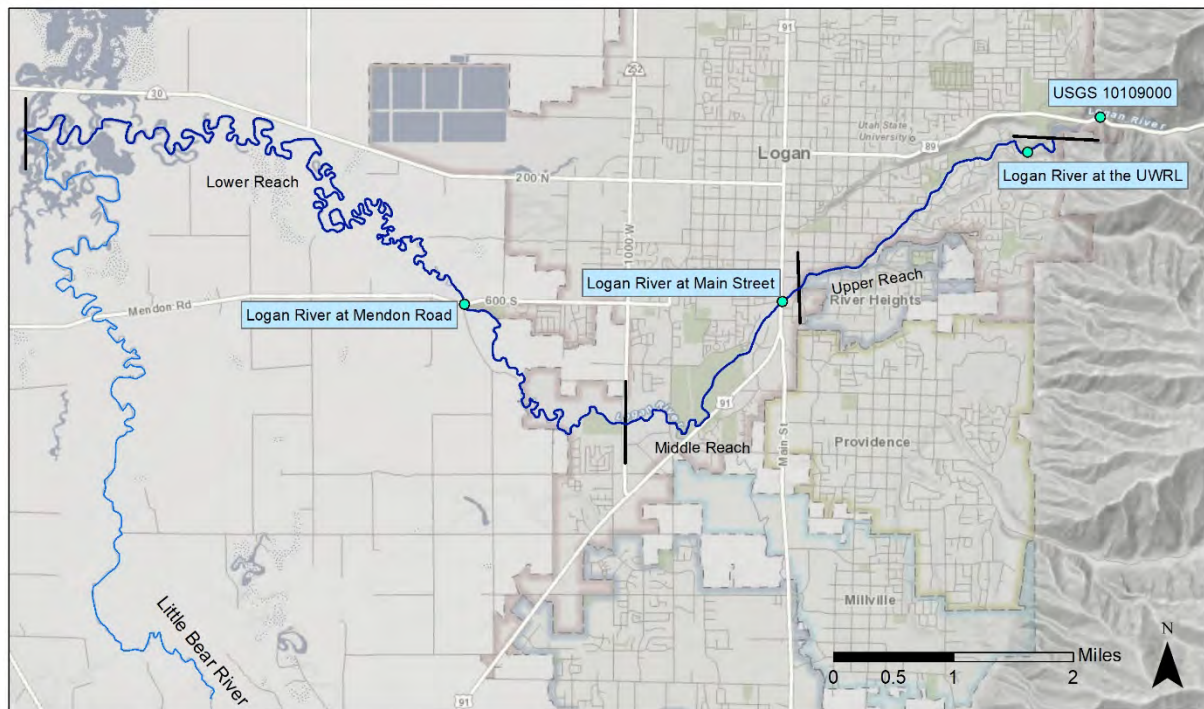 91
252
30
USGS 10109000
Logan River
Utah State
University
89
Logan
Logan River at the UWRL
Lower Reach
200 N
1000 W
Logan River at Main Street
Upper Reach
River Heights
Mendon Rd
600 S
Logan River at Mendon Road
91
Middle Reach
Main St
Providence
Millville
Little Bear River
N
Miles
0 0.5 1 2
91